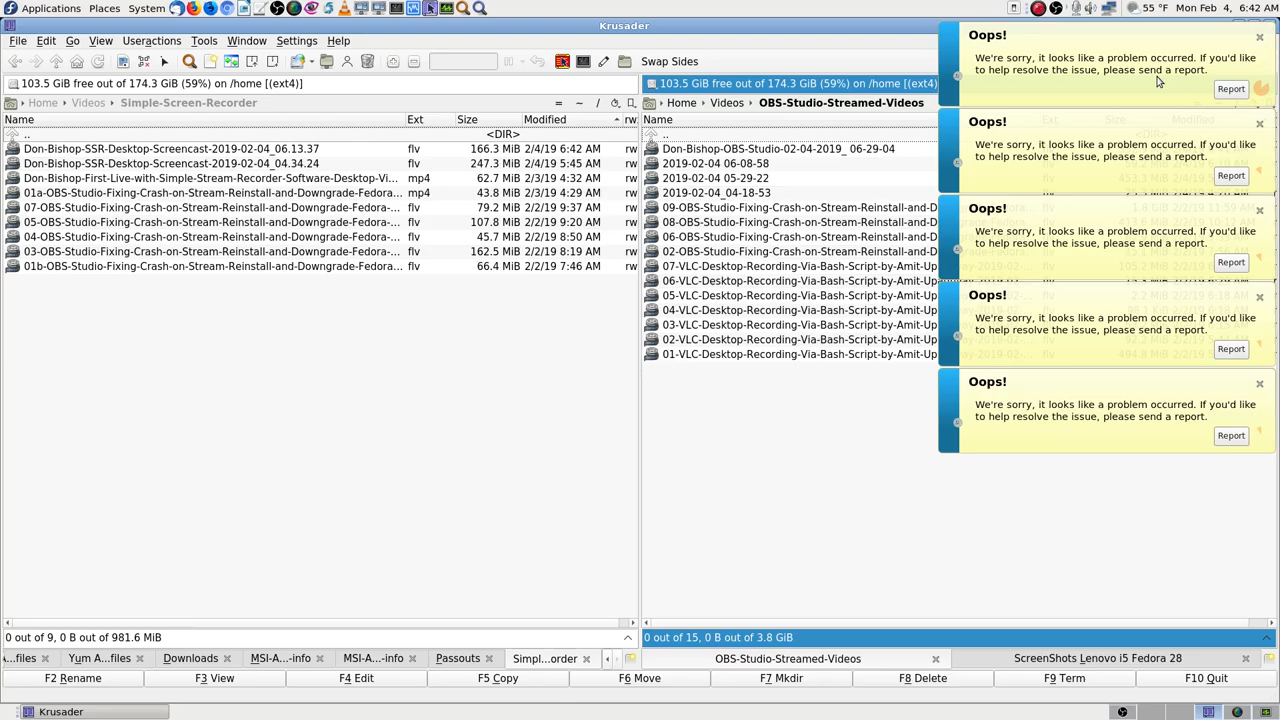 Applications Places System
55 °F Mon Feb 4, 6:42 AM
Krusader
File Edit Go View Useractions Tools Window Settings Help
Swap Sides
103.5 GiB free out of 174.3 GiB (59%) on /home [(ext4)]
103.5 GiB free out of 174.3 GiB (59%) on /home [(ext4)
Home Videos Simple-Screen-Recorder = ~ /
Home Videos OBS-Studio-Streamed-Videos
Name Ext Size Modified rw
.. <DIR>
Don-Bishop-SSR-Desktop-Screencast-2019-02-04_06.13.37 flv 166.3 MiB 2/4/19 6:42 AM rw
Don-Bishop-SSR-Desktop-Screencast-2019-02-04_04.34.24 flv 247.3 MiB 2/4/19 5:45 AM rw
Don-Bishop-First-Live-with-Simple-Stream-Recorder-Software-Desktop-Vi... mp4 62.7 MiB 2/3/19 4:32 AM rw
01a-OBS-Studio-Fixing-Crash-on-Stream-Reinstall-and-Downgrade-Fedora... mp4 43.8 MiB 2/3/19 4:29 AM rw
07-OBS-Studio-Fixing-Crash-on-Stream-Reinstall-and-Downgrade-Fedora-... flv 79.2 MiB 2/2/19 9:37 AM rw
05-OBS-Studio-Fixing-Crash-on-Stream-Reinstall-and-Downgrade-Fedora-... flv 107.8 MiB 2/2/19 9:20 AM rw
04-OBS-Studio-Fixing-Crash-on-Stream-Reinstall-and-Downgrade-Fedora-... flv 45.7 MiB 2/2/19 8:50 AM rw
03-OBS-Studio-Fixing-Crash-on-Stream-Reinstall-and-Downgrade-Fedora-... flv 162.5 MiB 2/2/19 8:19 AM rw
01b-OBS-Studio-Fixing-Crash-on-Stream-Reinstall-and-Downgrade-Fedora... flv 66.4 MiB 2/2/19 7:46 AM rw
Name
.. <DIR>
Don-Bishop-OBS-Studio-02-04-2019_ 06-29-04
2019-02-04 06-08-58
2019-02-04 05-29-22
2019-02-04_04-18-53
09-OBS-Studio-Fixing-Crash-on-Stream-Reinstall-and-D
08-OBS-Studio-Fixing-Crash-on-Stream-Reinstall-and-D
06-OBS-Studio-Fixing-Crash-on-Stream-Reinstall-and-D
02-OBS-Studio-Fixing-Crash-on-Stream-Reinstall-and-D
07-VLC-Desktop-Recording-Via-Bash-Script-by-Amit-Up
06-VLC-Desktop-Recording-Via-Bash-Script-by-Amit-Up
05-VLC-Desktop-Recording-Via-Bash-Script-by-Amit-Up
04-VLC-Desktop-Recording-Via-Bash-Script-by-Amit-Up
03-VLC-Desktop-Recording-Via-Bash-Script-by-Amit-Up
02-VLC-Desktop-Recording-Via-Bash-Script-by-Amit-Up
01-VLC-Desktop-Recording-Via-Bash-Script-by-Amit-Up
Oops!
We're sorry, it looks like a problem occurred. If you'd like
to help resolve the issue, please send a report.
Report
Oops!
We're sorry, it looks like a problem occurred. If you'd like
to help resolve the issue, please send a report.
Report
Oops!
We're sorry, it looks like a problem occurred. If you'd like
to help resolve the issue, please send a report.
Report
Oops!
We're sorry, it looks like a problem occurred. If you'd like
to help resolve the issue, please send a report.
Report
Oops!
We're sorry, it looks like a problem occurred. If you'd like
to help resolve the issue, please send a report.
Report
0 out of 9, 0 B out of 981.6 MiB
0 out of 15, 0 B out of 3.8 GiB
...files Yum A...files Downloads MSI-A...-info MSI-A...-info Passouts Simpl...order
OBS-Studio-Streamed-Videos ScreenShots Lenovo i5 Fedora 28
F2 Rename F3 View F4 Edit F5 Copy F6 Move F7 Mkdir F8 Delete F9 Term F10 Quit
Krusader